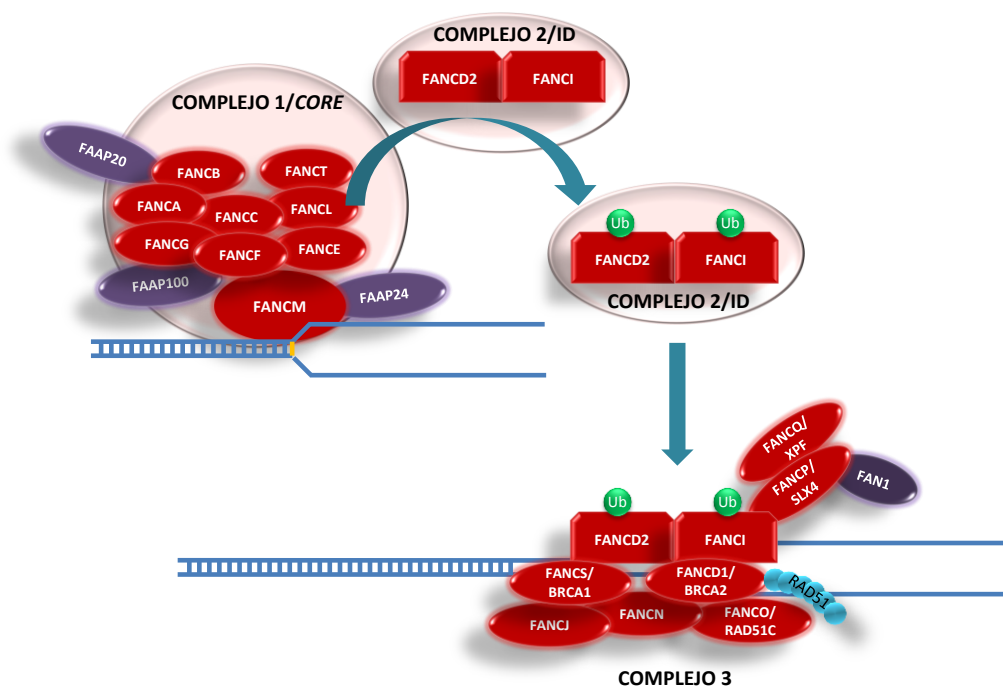 COMPLEJO 2/ID
FANCD2
FANCI
COMPLEJO 1/CORE
FAAP20
FANCB
FANCT
FANCA
FANCC
FANCL
FANCG
FANCF
FANCE
FAAP100
FANCM
FAAP24
Ub
Ub
FANCD2
FANCI
COMPLEJO 2/ID
FANCQ/
XPF
FANCP/
SLX4
FAN1
Ub
Ub
FANCD2
FANCI
FANCS/
BRCA1
FANCD1/
BRCA2
RAD51
FANCJ
FANCN
FANCO/
RAD51C
COMPLEJO 3